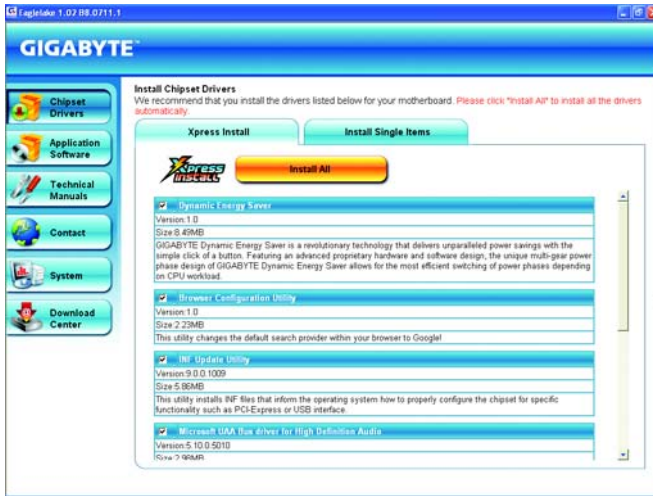 Eaglelake 1.02 B8.0711.1
GIGABYTE™
Chipset
Drivers
Application
Software
Technical
Manuals
Contact
System
Download
Center
Install Chipset Drivers
We recommend that you install the drivers listed below for your motherboard. Please click "Install All" to install all the drivers
automatically.
Xpress Install
Install Single Items
Xpress
Install
Install All
Dynamic Energy Saver
Version:1.0
Size:8.49MB
GIGABYTE Dynamic Energy Saver is a revolutionary technology that delivers unparalleled power savings with the
simple click of a button. Featuring an advanced proprietary hardware and software design, the unique multi-gear power
phase design of GIGABYTE Dynamic Energy Saver allows for the most efficient switching of power phases depending
on CPU workload.
Browser Configuration Utility
Version:1.0
Size:2.23MB
This utility changes the default search provider within your browser to Google!
INF Update Utility
Version:9.0.0.1009
Size:5.86MB
This utility installs INF files that inform the operating system how to properly configure the chipset for specific
functionality such as PCI-Express or USB interface.
Microsoft UAA Bus driver for High Definition Audio
Version:5.10.0.5010
Size:2.98MB